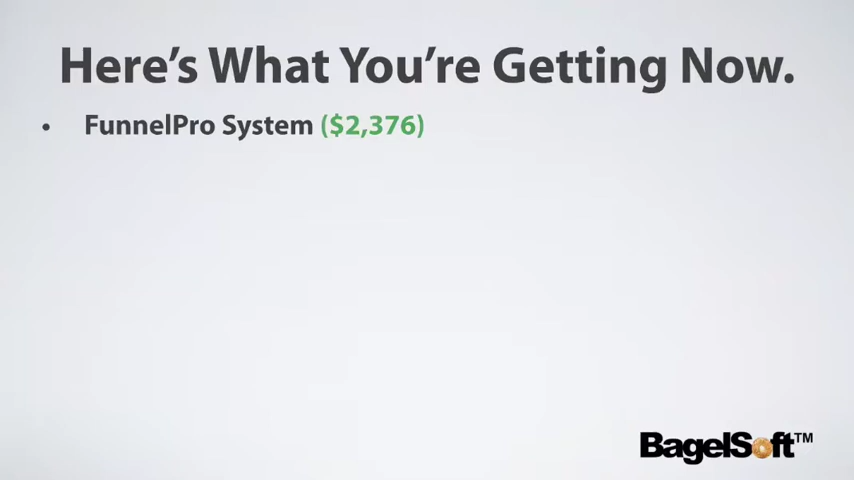 Here’s What You’re Getting Now.
• FunnelPro System ($2,376)
BagelSoft™